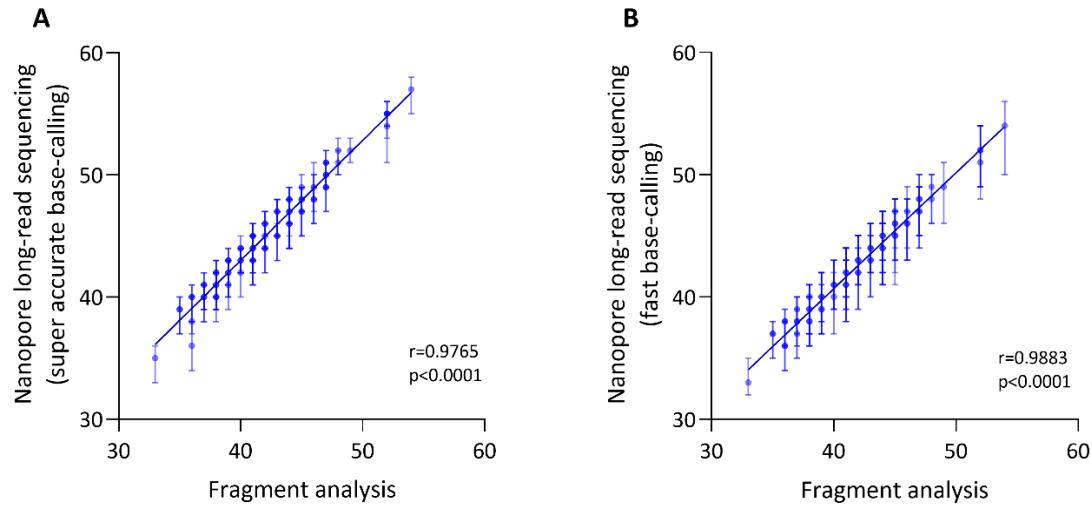 A
Nanopore long-read sequencing
(super accurate base-calling)
60
50
40
30
30
40
50
60
Fragment analysis
r=0.9765
p<0.0001
B
Nanopore long-read sequencing
(fast base-calling)
60
50
40
30
30
40
50
60
Fragment analysis
r=0.9883
p<0.0001